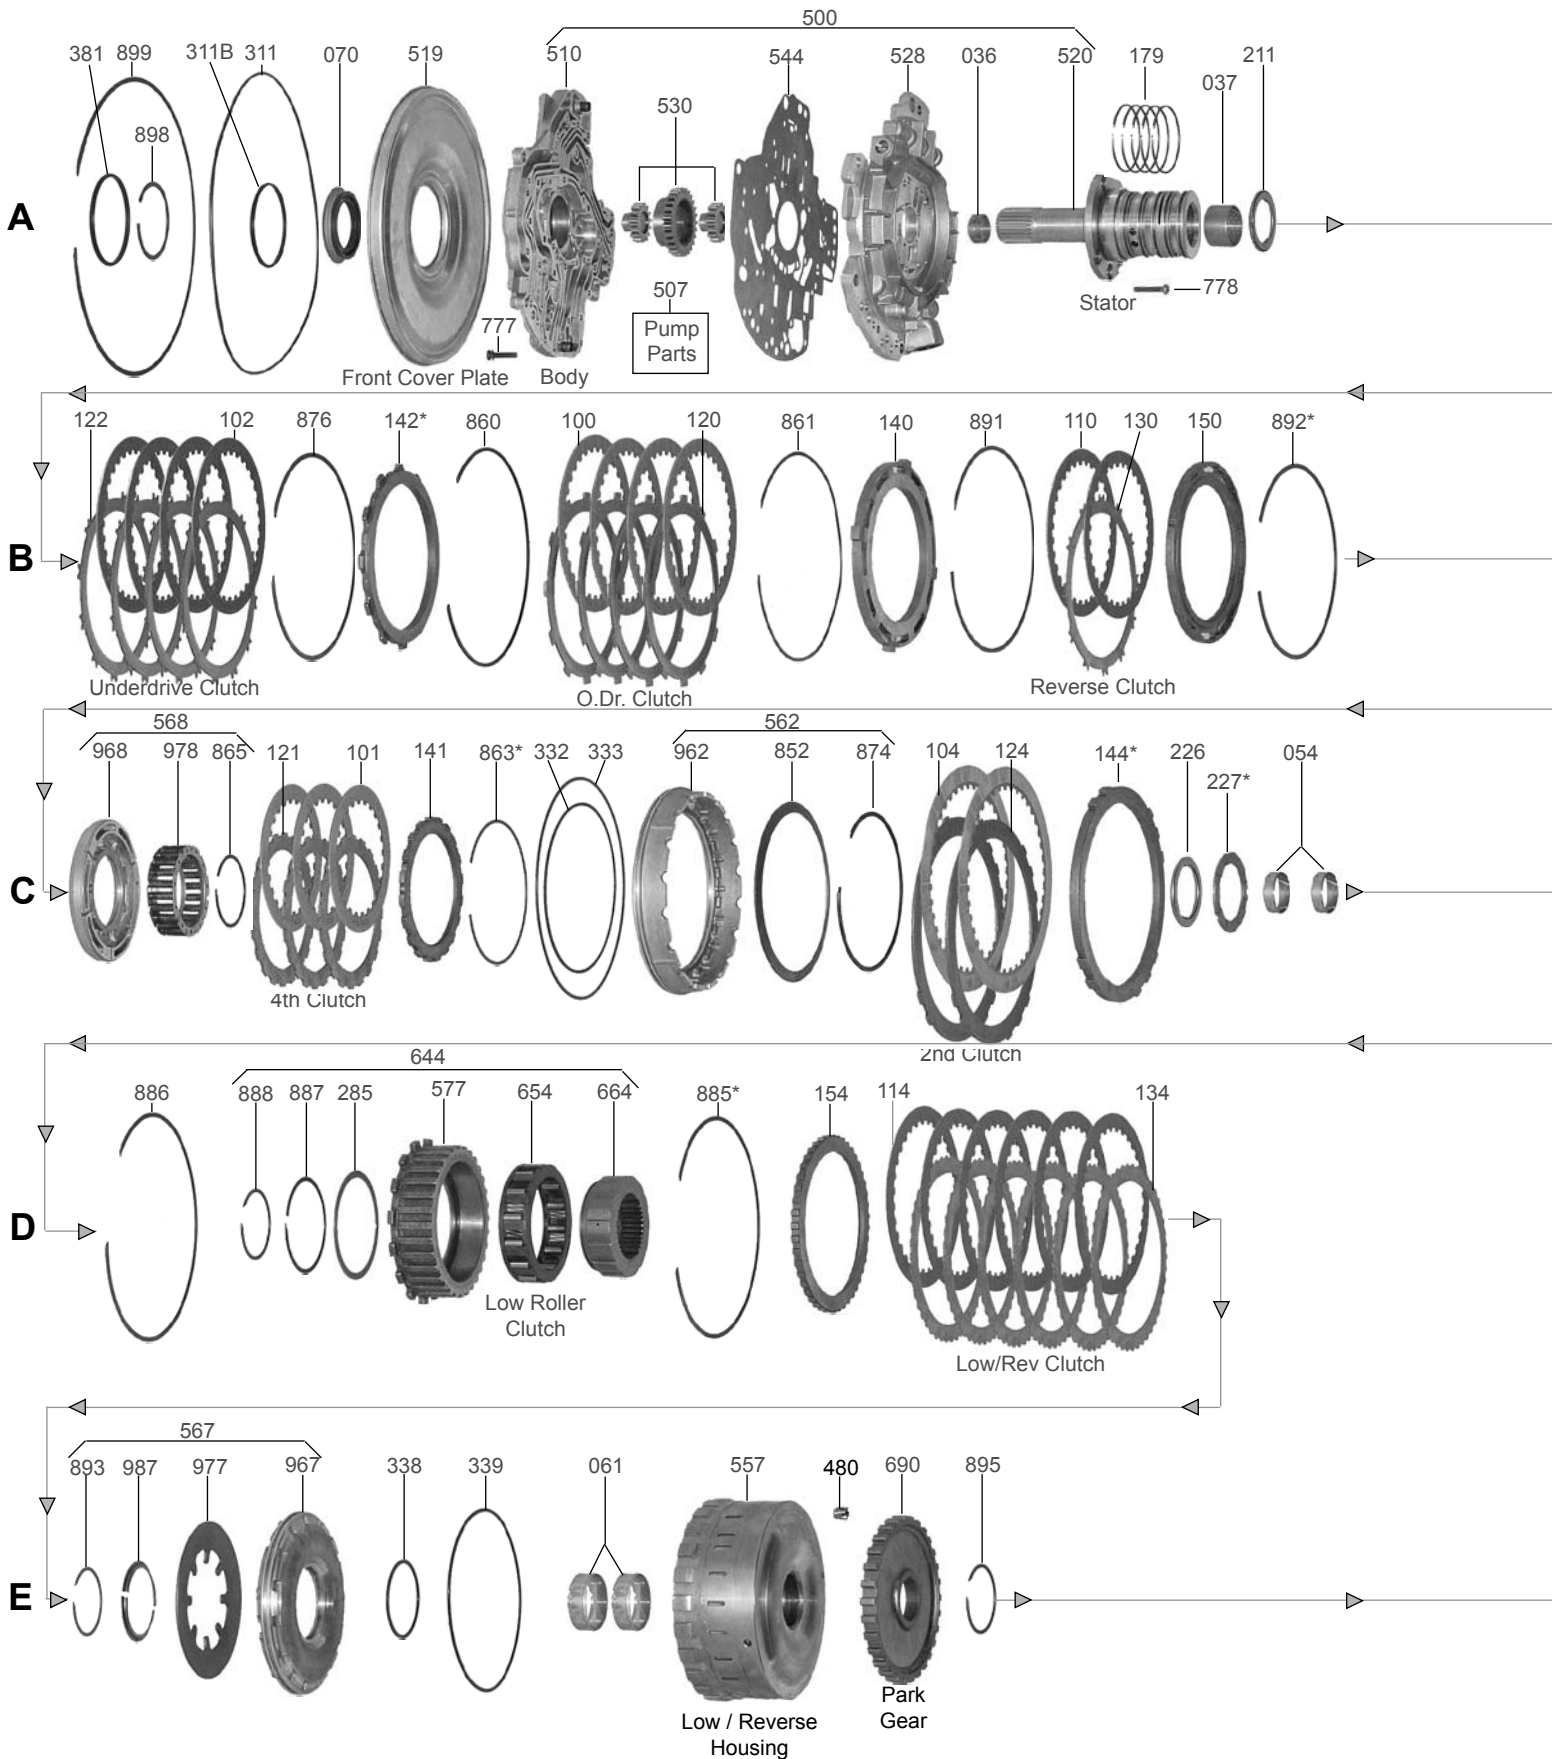 500
381 899 311B 311 070 519 510 544 528 036 520 179 211
530 037
898
A
507 778
777 Pump Stator
Parts
Front Cover Plate Body
122 102 876 142* 860 100 120 861 140 891 110 130 150 892*
B
Underdrive Clutch O.Dr. Clutch Reverse Clutch
568 562
968 978 865 121 101 141 863* 332 333 962 852 874 104 124 144* 226 227* 054
C
4th Clutch
2nd Clutch
644
886 888 887 285 577 654 664 885* 154 114 134
D
Low Roller
Clutch
Low/Rev Clutch
567
893 987 977 967 338 339 061 557 480 690 895
E
Park
Gear
Low / Reverse
Housing